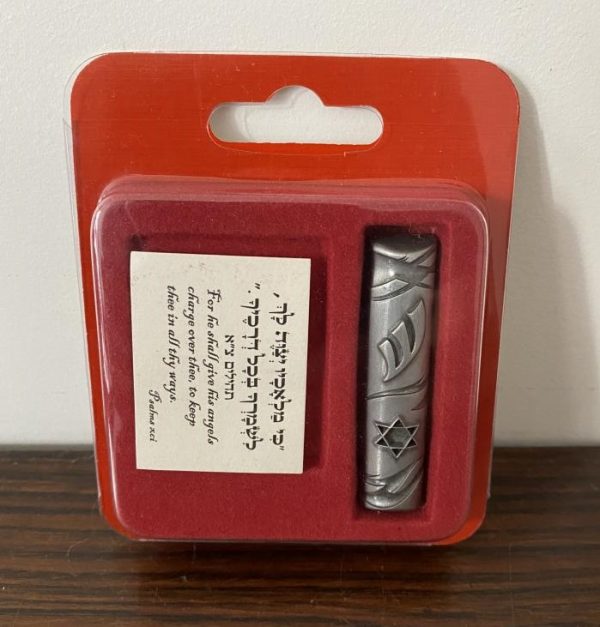 "כי מלאכיו יצוה לך,
לשמרך בכל דרכיך."
תהילים צ"א
For he shall give his angels
charge over thee, to keep
thee in all thy ways.
Psalms xci
ש